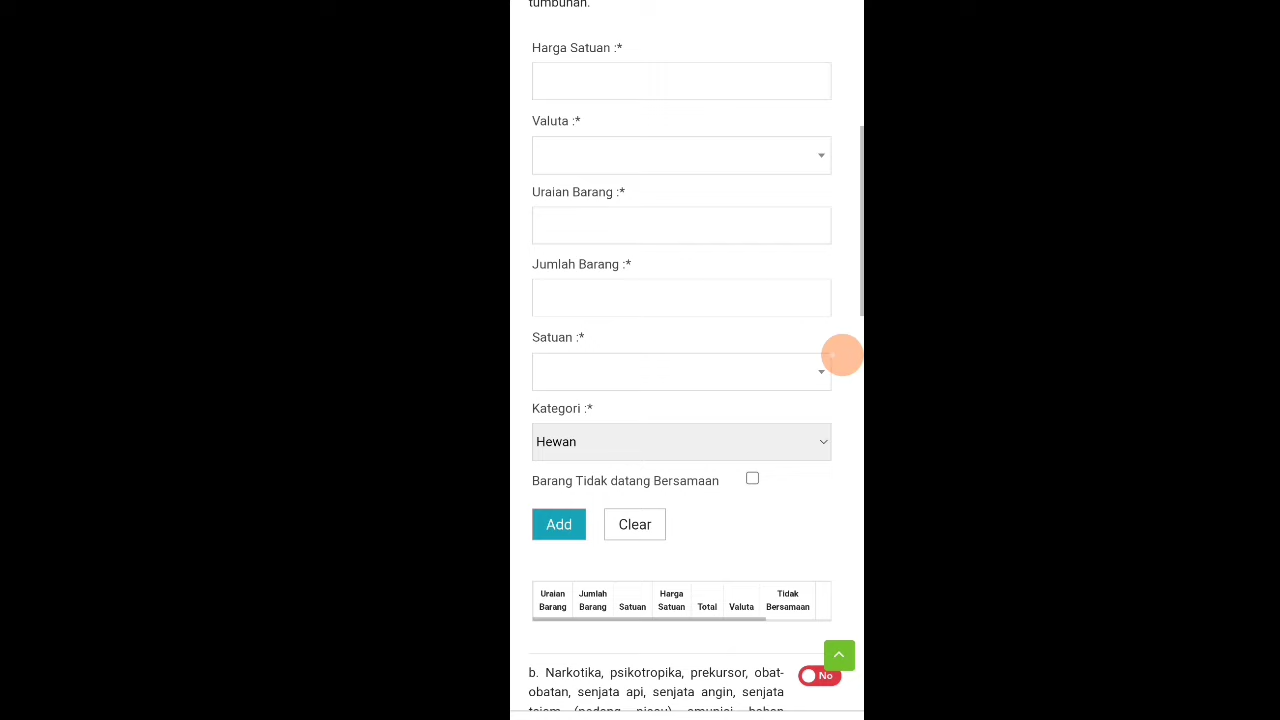 tumbuhan.
Harga Satuan :*
Valuta :*
Uraian Barang :*
Jumlah Barang :*
Satuan :*
Kategori :*
Hewan
Barang Tidak datang Bersamaan
Add Clear
Uraian Barang Jumlah Barang Satuan Harga Satuan Total Valuta Tidak Bersamaan
b. Narkotika, psikotropika, prekursor, obat-
No
obatan, senjata api, senjata angin, senjata